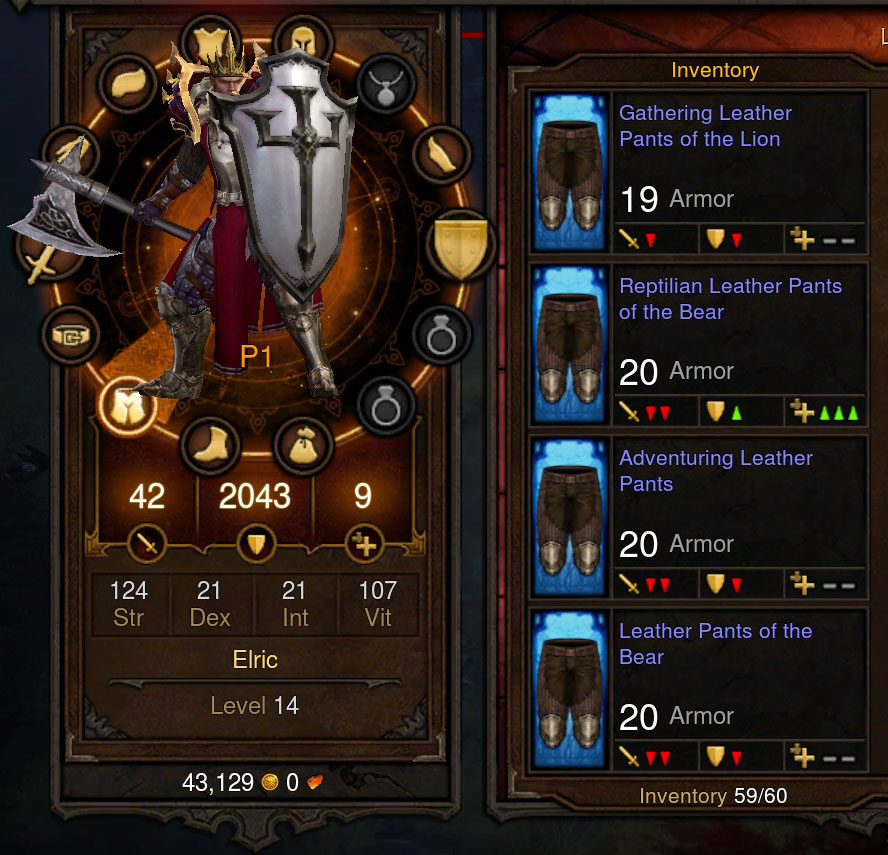 P1
42 2043 9
124 21 21 107
Str Dex Int Vit
Elric
Level 14
43,129 0
Inventory
Gathering Leather
Pants of the Lion
19 Armor
Reptilian Leather Pants
of the Bear
20 Armor
Adventuring Leather
Pants
20 Armor
Leather Pants of the
Bear
20 Armor
Inventory 59/60